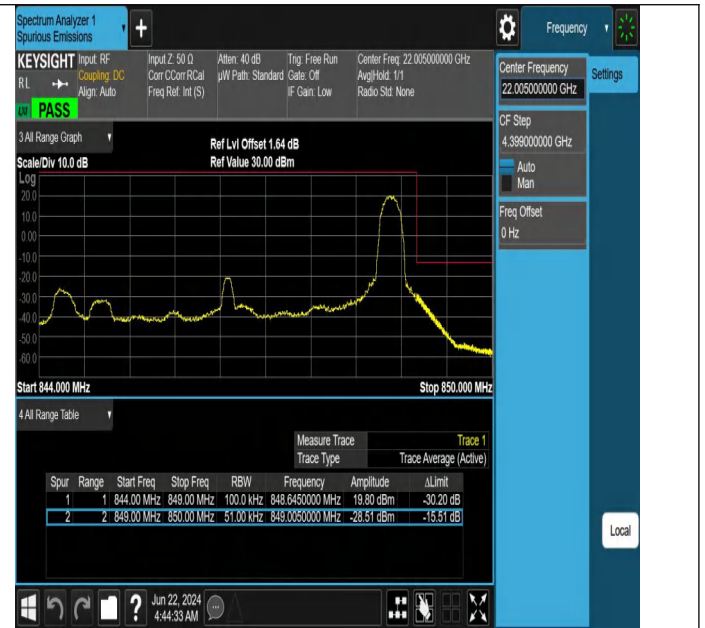 Spectrum Analyzer 1
Spurious Emissions
+
Frequency
KEYSIGHT
RL
PASS
Input: RF
Coupling: DC
Align: Auto
Input Z: 50 Ω
Corr CCorr RCal
Freq Ref: Int (S)
Atten: 40 dB
µW Path: Standard
Trig: Free Run
Gate: Off
IF Gain: Low
Center Freq: 22.005000000 GHz
Avg|Hold: 1/1
Radio Std: None
Center Frequency
22.005000000 GHz
Settings
CF Step
4.399000000 GHz
Auto
Man
Freq Offset
0 Hz
3 All Range Graph
Ref Lvl Offset 1.64 dB
Scale/Div 10.0 dB
Ref Value 30.00 dBm
Log
20.0
10.0
0.00
-10.0
-20.0
-30.0
-40.0
-50.0
-60.0
Start 844.000 MHz
Stop 850.000 MHz
4 All Range Table
Measure Trace Trace 1
Trace Type Trace Average (Active)
Spur Range Start Freq Stop Freq RBW Frequency Amplitude ΔLimit
1 1 844.00 MHz 849.00 MHz 100.0 kHz 848.6450000 MHz 19.80 dBm -30.20 dB
2 2 849.00 MHz 850.00 MHz 51.00 kHz 849.0050000 MHz -28.51 dBm -15.51 dB
Local
?
Jun 22, 2024
4:44:33 AM